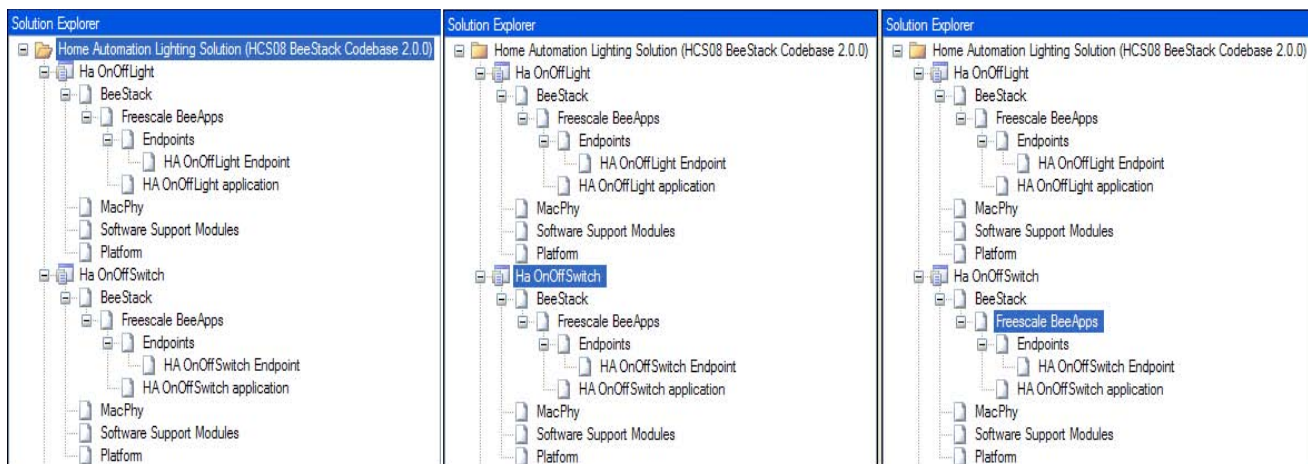 Solution Explorer
Home Automation Lighting Solution (HCS08 BeeStack Codebase 2.0.0)
Ha OnOffLight
BeeStack
Freescale BeeApps
Endpoints
HA OnOffLight Endpoint
HA OnOffLight application
MacPhy
Software Support Modules
Platform
Ha OnOffSwitch
BeeStack
Freescale BeeApps
Endpoints
HA OnOffSwitch Endpoint
HA OnOffSwitch application
MacPhy
Software Support Modules
Platform
Solution Explorer
Home Automation Lighting Solution (HCS08 BeeStack Codebase 2.0.0)
Ha OnOffLight
BeeStack
Freescale BeeApps
Endpoints
HA OnOffLight Endpoint
HA OnOffLight application
MacPhy
Software Support Modules
Platform
Ha OnOffSwitch
BeeStack
Freescale BeeApps
Endpoints
HA OnOffSwitch Endpoint
HA OnOffSwitch application
MacPhy
Software Support Modules
Platform
Solution Explorer
Home Automation Lighting Solution (HCS08 BeeStack Codebase 2.0.0)
Ha OnOffLight
BeeStack
Freescale BeeApps
Endpoints
HA OnOffLight Endpoint
HA OnOffLight application
MacPhy
Software Support Modules
Platform
Ha OnOffSwitch
BeeStack
Freescale BeeApps
Endpoints
HA OnOffSwitch Endpoint
HA OnOffSwitch application
MacPhy
Software Support Modules
Platform